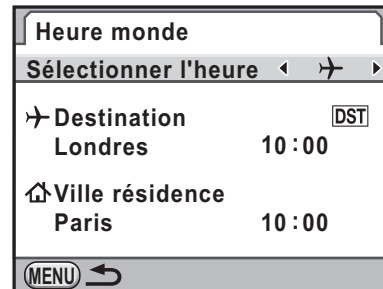 Heure monde
Sélectionner l'heure
Destination DST
Londres 10:00
Ville résidence
Paris 10:00
MENU